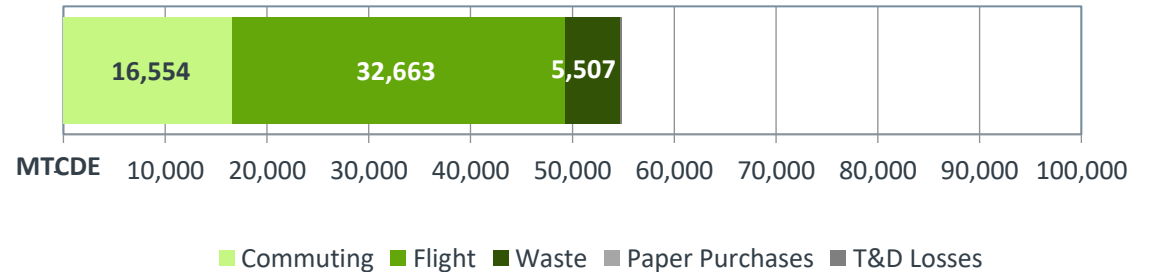 16,554 32,663 5,507
MTCDE 10,000 20,000 30,000 40,000 50,000 60,000 70,000 80,000 90,000 100,000
Commuting Flight Waste Paper Purchases T&D Losses